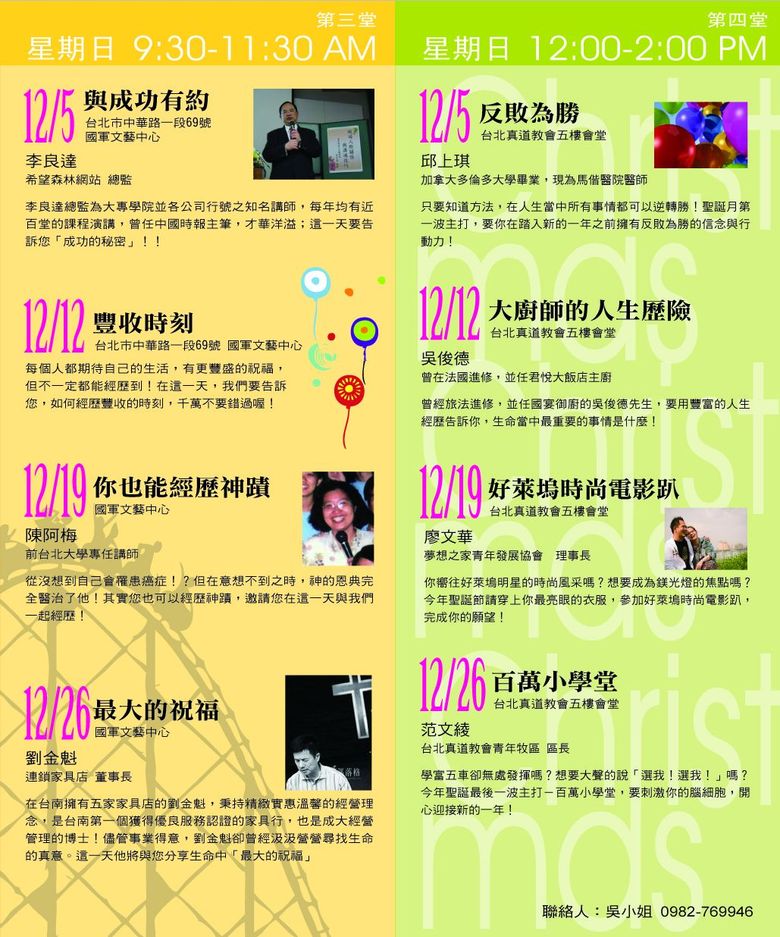 第三堂
星期日 9:30-11:30 AM
12/5 與成功有約
台北市中華路一段69號
國軍文藝中心
李良達
希望森林網站 總監
李良達總監為大專學院並各公司行號之知名講師，每年均有近
百堂的課程演講，曾任中國時報主筆，才華洋溢；這一天要告
訴您「成功的秘密」！！
12/12 豐收時刻
台北市中華路一段69號 國軍文藝中心
每個人都期待自己的生活，有更豐盛的祝福，
但不一定都能經歷到！在這一天，我們要告訴
您，如何經歷豐收的時刻，千萬不要錯過喔！
12/19 你也能經歷神蹟
國軍文藝中心
陳阿梅
前台北大學專任講師
從沒想到自己會罹患癌症！？但在意想不到之時，神的恩典完
全醫治了他！其實您也可以經歷神蹟，邀請您在這一天與我們
一起經歷！
12/26 最大的祝福
國軍文藝中心
劉金魁
連鎖家具店 董事長
在台南擁有五家家具店的劉金魁，秉持精緻實惠溫馨的經營理
念，是台南第一個獲得優良服務認證的家具行，也是成大經營
管理的博士！儘管事業得意，劉金魁卻曾經汲汲營營尋找生命
的真意。這一天他將與您分享生命中「最大的祝福」
第四堂
星期日 12:00-2:00 PM
12/5 反敗為勝
台北真道教會五樓會堂
邱上琪
加拿大多倫多大學畢業，現為馬偕醫院醫師
只要知道方法，在人生當中所有事情都可以逆轉勝！聖誕月第
一波主打，要你在踏入新的一年之前擁有反敗為勝的信念與行
動力！
12/12 大廚師的人生歷險
台北真道教會五樓會堂
吳俊德
曾在法國進修，並任君悅大飯店主廚
曾經旅法進修，並任國宴御廚的吳俊德先生，要用豐富的人生
經歷告訴你，生命當中最重要的事情是什麼！
12/19 好萊塢時尚電影趴
台北真道教會五樓會堂
廖文華
夢想之家青年發展協會 理事長
你嚮往好萊塢明星的時尚風采嗎？想要成為鎂光燈的焦點嗎？
今年聖誕節請穿上你最亮眼的衣服，參加好萊塢時尚電影趴，
完成你的願望！
12/26 百萬小學堂
台北真道教會五樓會堂
范文綾
台北真道教會青年牧區 區長
學富五車卻無處發揮嗎？想要大聲的說「選我！選我！」嗎？
今年聖誕最後一波主打－百萬小學堂，要刺激你的腦細胞，開
心迎接新的一年！
聯絡人：吳小姐 0982-769946
Christ
mas
Christ
mas
Christ
mas